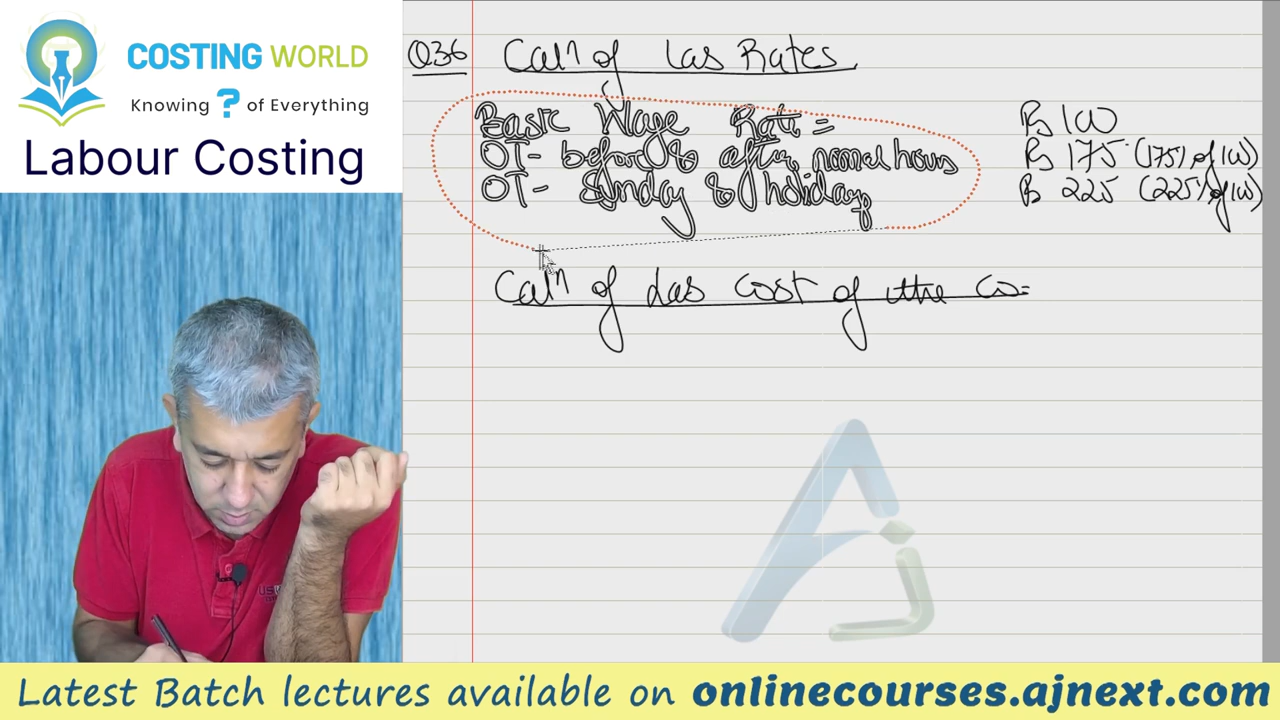 COSTING WORLD
Knowing ? of Everything
Labour Costing
Q36 Calⁿ of Lab Rates
Basic Wage Rate = ₨ 100
OT - before & after normal hours ₨ 175 (175% of 100)
OT - Sunday & holiday ₨ 225 (225% of 100)
Calⁿ of Lab Cost of the Co=
Latest Batch lectures available on onlinecourses.ajnext.com